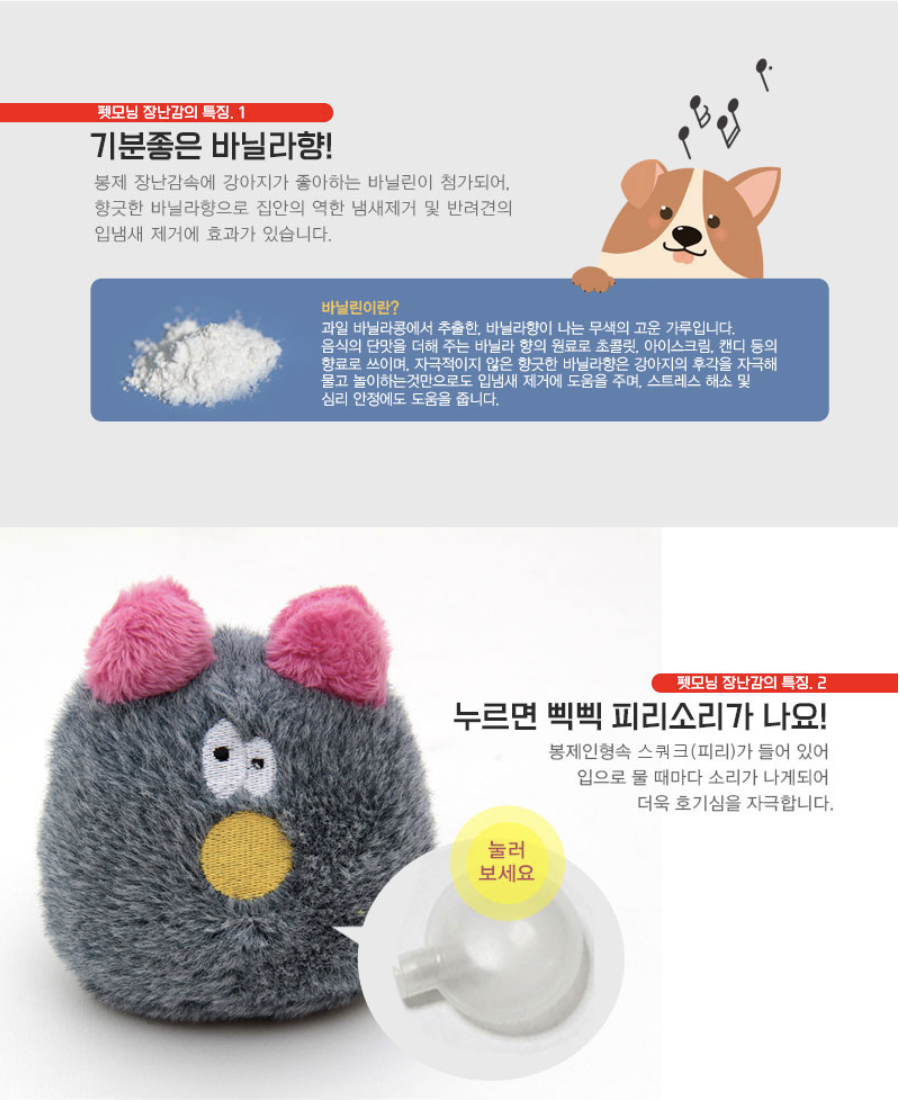 펫모닝 장난감의 특징. 1
기분좋은 바닐라향!
봉제 장난감속에 강아지가 좋아하는 바닐린이 첨가되어,
향긋한 바닐라향으로 집안의 역한 냄새제거 및 반려견의
입냄새 제거에 효과가 있습니다.
바닐린이란?
과일 바닐라콩에서 추출한, 바닐라향이 나는 무색의 고운 가루입니다.
음식의 단맛을 더해 주는 바닐라 향의 원료로 초콜릿, 아이스크림, 캔디 등의
향료로 쓰이며, 자극적이지 않은 향긋한 바닐라향은 강아지의 후각을 자극해
물고 놀이하는것만으로도 입냄새 제거에 도움을 주며, 스트레스 해소 및
심리 안정에도 도움을 줍니다.
펫모닝 장난감의 특징. 2
누르면 삑삑 피리소리가 나요!
봉제인형속 스쿼크(피리)가 들어 있어
입으로 물 때마다 소리가 나게되어
더욱 호기심을 자극합니다.
눌러
보세요